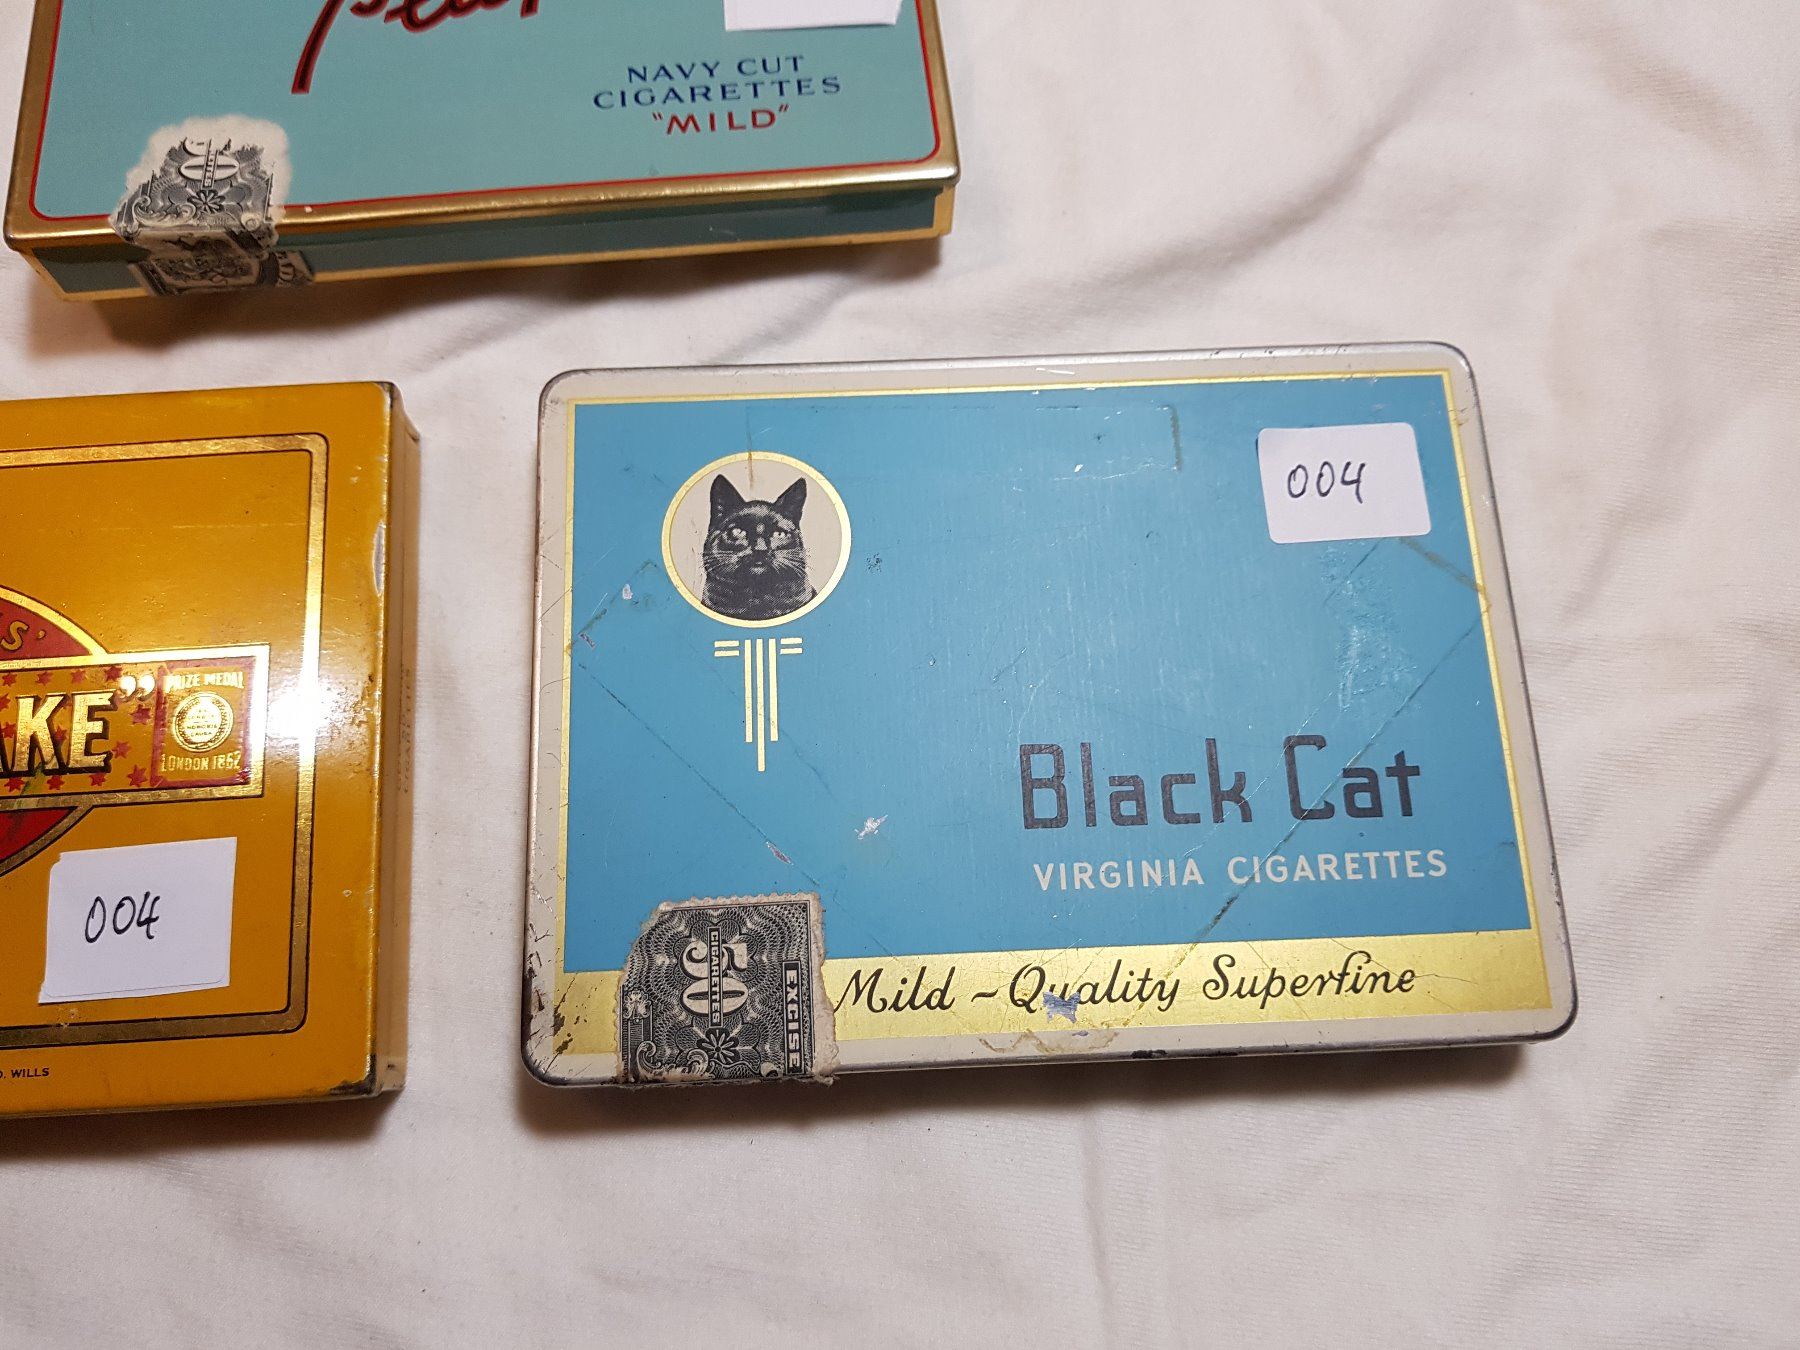 NAVY CUT
CIGARETTES
"MILD"
50
AKE"
PRIZE MEDAL
LONDON 1862
004
WILLS
004
Black Cat
VIRGINIA CIGARETTES
Mild ~ Quality Superfine
50
CIGARETTES
EXCISE